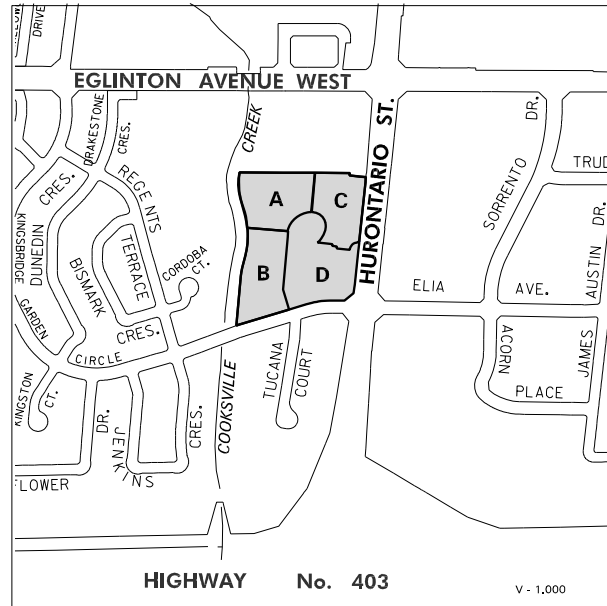 DRIVE
EGLINTON AVENUE WEST
DRAKESTONE
CRES.
CREEK
HURONTARIO ST.
DR.
SORRENTO
TRUD
REGENTS
CRES.
KINGSBRIDGE
DUNEDIN
BISMARK
TERRACE
CORDOBA
CT.
A
C
B
D
DR.
AUSTIN
ELIA AVE.
GARDEN
CRES.
CIRCLE
KINGSTON
CT.
DR.
JENKINS
CRES.
COOKSVILLE
TUCANA
COURT
ACORN
PLACE
JAMES
FLOWER
HIGHWAY No. 403
V - 1.000